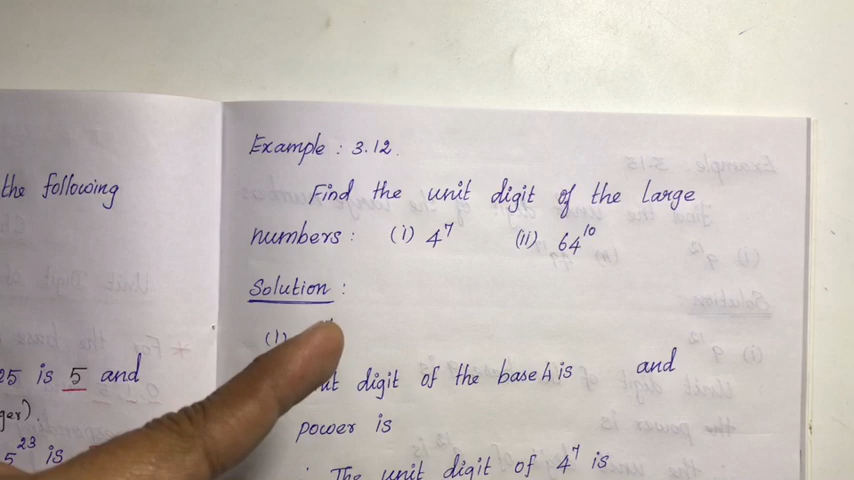 the following
25 is 5 and
5²³ is
Example : 3.12.
Find the unit digit of the large
numbers : (i) 4⁷ (ii) 64¹⁰
Solution :
(i)
digit of the base 4 is and
power is
The unit digit of 4⁷ is